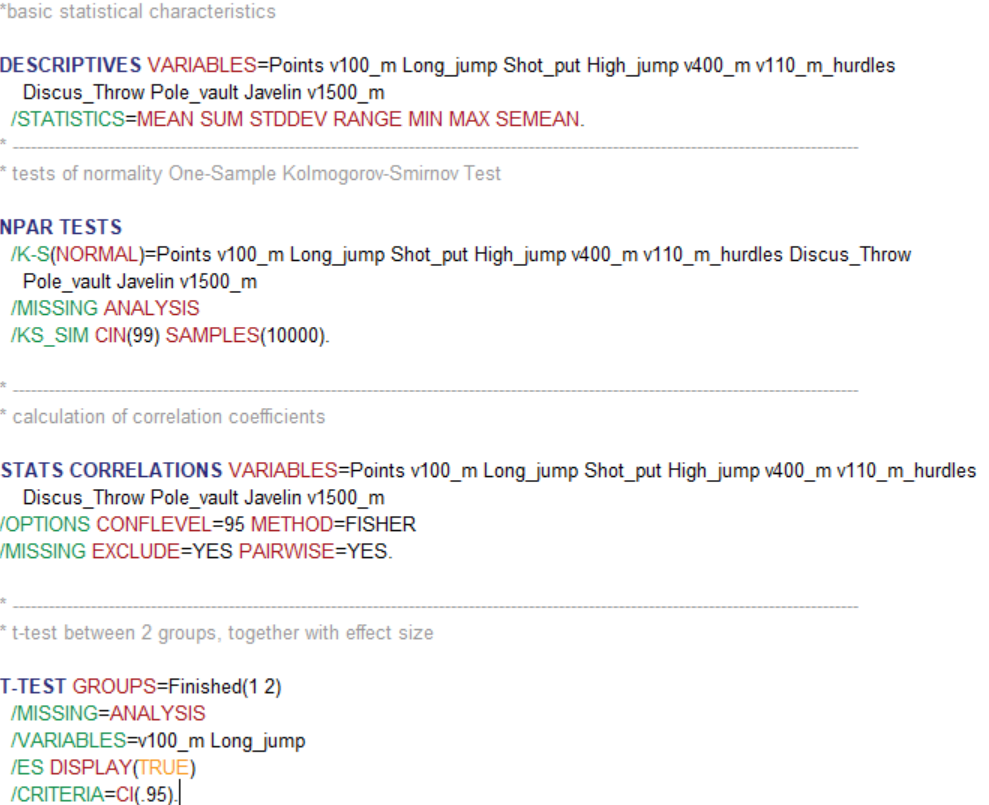 *basic statistical characteristics
DESCRIPTIVES VARIABLES=Points v100_m Long_jump Shot_put High_jump v400_m v110_m_hurdles
Discus_Throw Pole_vault Javelin v1500_m
/STATISTICS=MEAN SUM STDDEV RANGE MIN MAX SEMEAN.
* ----------------------------------------------------------------------------------------------------
* tests of normality One-Sample Kolmogorov-Smirnov Test
NPAR TESTS
/K-S(NORMAL)=Points v100_m Long_jump Shot_put High_jump v400_m v110_m_hurdles Discus_Throw
Pole_vault Javelin v1500_m
/MISSING ANALYSIS
/KS_SIM CIN(99) SAMPLES(10000).
* ----------------------------------------------------------------------------------------------------
* calculation of correlation coefficients
STATS CORRELATIONS VARIABLES=Points v100_m Long_jump Shot_put High_jump v400_m v110_m_hurdles
Discus_Throw Pole_vault Javelin v1500_m
/OPTIONS CONFLEVEL=95 METHOD=FISHER
/MISSING EXCLUDE=YES PAIRWISE=YES.
* ----------------------------------------------------------------------------------------------------
* t-test between 2 groups, together with effect size
T-TEST GROUPS=Finished(1 2)
/MISSING=ANALYSIS
/VARIABLES=v100_m Long_jump
/ES DISPLAY(TRUE)
/CRITERIA=CI(.95).